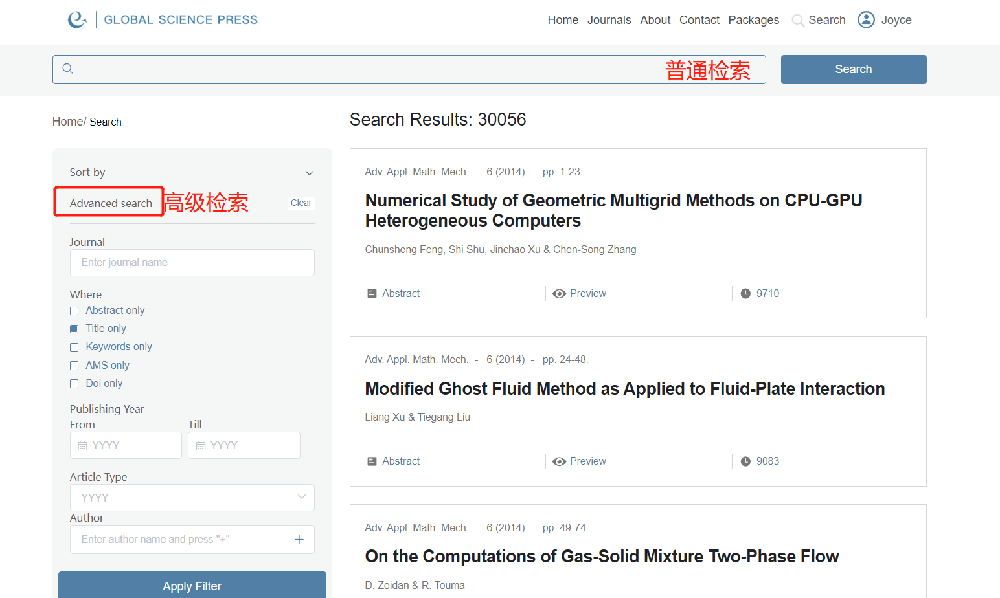 GLOBAL SCIENCE PRESS
Home Journals About Contact Packages Search Joyce
普通检索
Search
Home/ Search
Search Results: 30056
Sort by
Advanced search
高级检索
Clear
Journal
Enter journal name
Where
Abstract only
Title only
Keywords only
AMS only
Doi only
Publishing Year
From Till
YYYY YYYY
Article Type
YYYY
Author
Enter author name and press "+"
Apply Filter
Adv. Appl. Math. Mech. - 6 (2014) - pp. 1-23.
Numerical Study of Geometric Multigrid Methods on CPU-GPU
Heterogeneous Computers
Chunsheng Feng, Shi Shu, Jinchao Xu & Chen-Song Zhang
Abstract Preview 9710
Adv. Appl. Math. Mech. - 6 (2014) - pp. 24-48.
Modified Ghost Fluid Method as Applied to Fluid-Plate Interaction
Liang Xu & Tiegang Liu
Abstract Preview 9083
Adv. Appl. Math. Mech. - 6 (2014) - pp. 49-74.
On the Computations of Gas-Solid Mixture Two-Phase Flow
D. Zeidan & R. Touma